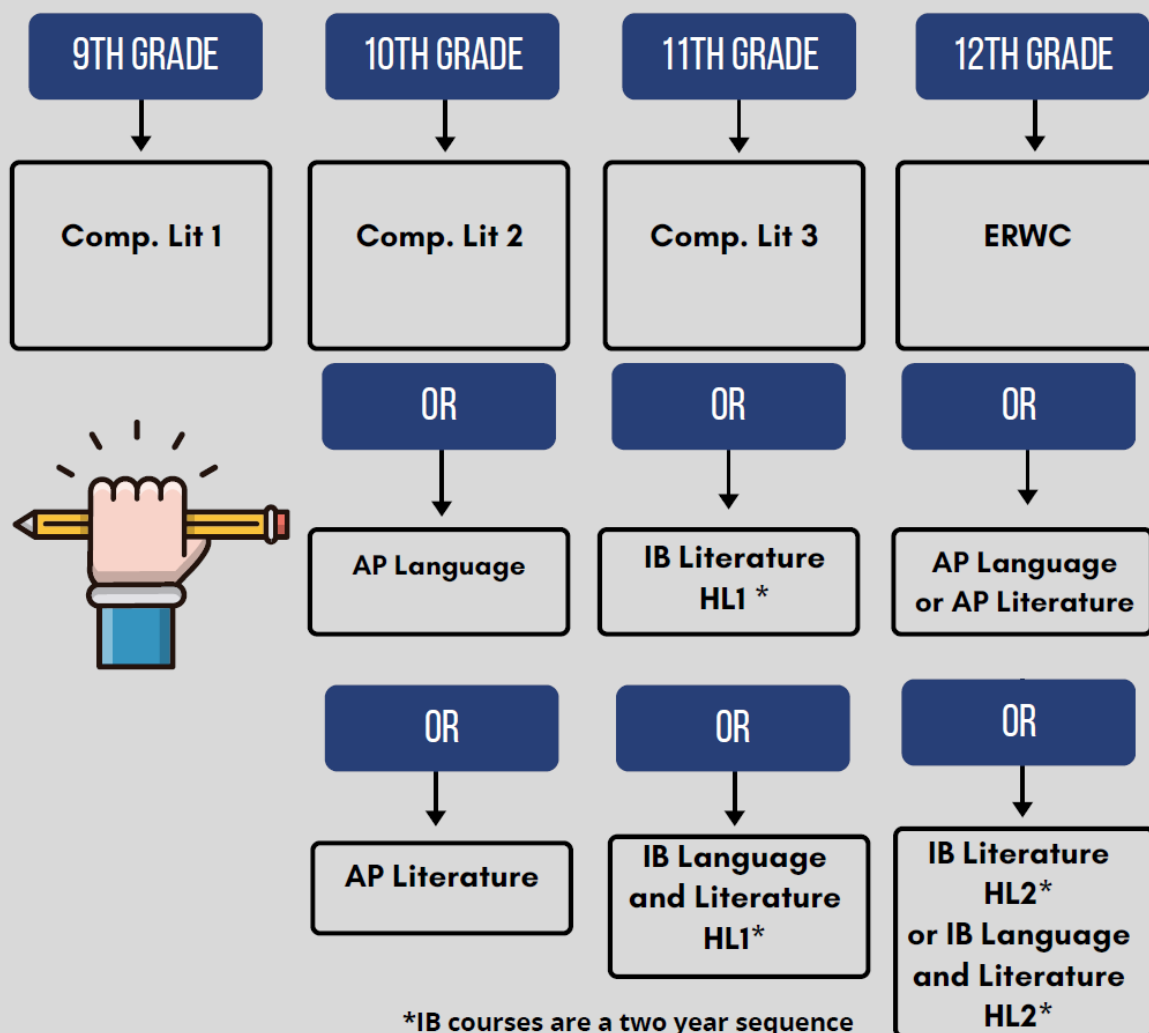 9TH GRADE
10TH GRADE
11TH GRADE
12TH GRADE
Comp. Lit 1
Comp. Lit 2
Comp. Lit 3
ERWC
OR
OR
OR
AP Language
IB Literature
HL1 *
AP Language
or AP Literature
OR
OR
OR
AP Literature
IB Language
and Literature
HL1*
IB Literature
HL2*
or IB Language
and Literature
HL2*
*IB courses are a two year sequence